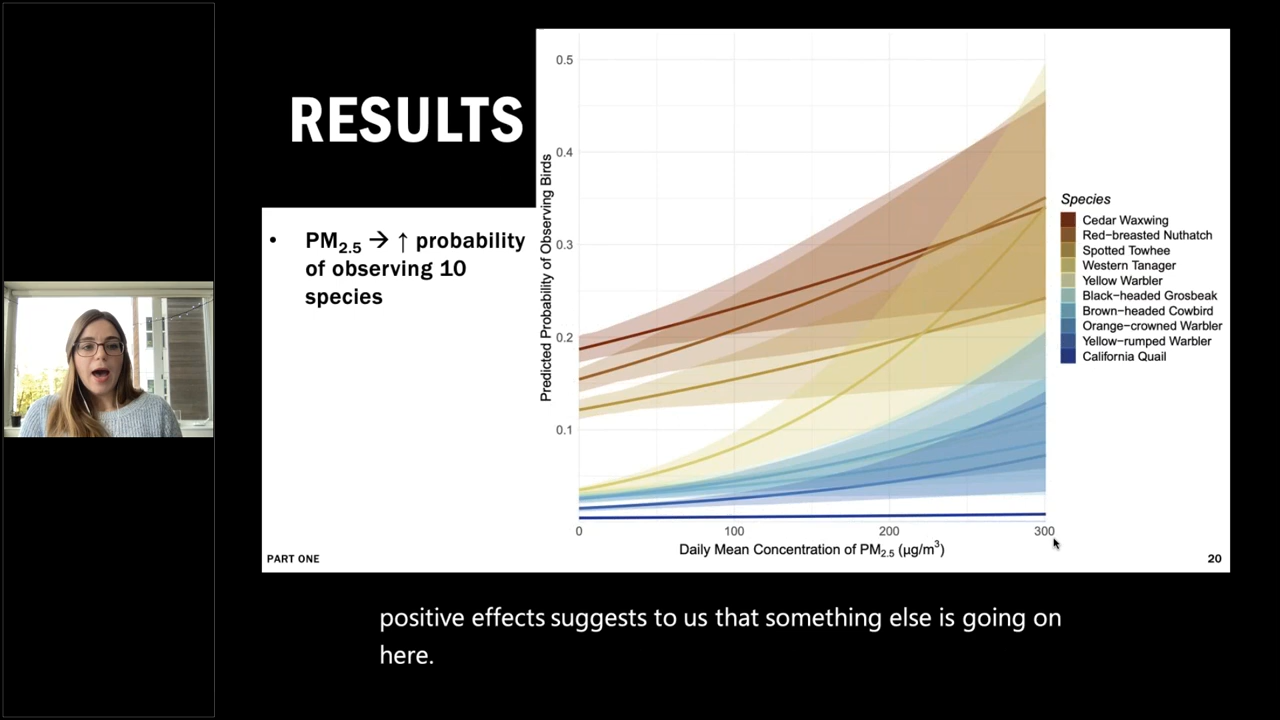 RESULTS
• PM2.5 → ↑ probability
of observing 10
species
Predicted Probability of Observing Birds
0.5
0.4
0.3
0.2
0.1
0 100 200 300
Daily Mean Concentration of PM2.5 (µg/m3)
Species
Cedar Waxwing
Red−breasted Nuthatch
Spotted Towhee
Western Tanager
Yellow Warbler
Black−headed Grosbeak
Brown−headed Cowbird
Orange−crowned Warbler
Yellow−rumped Warbler
California Quail
PART ONE
20
positive effects suggests to us that something else is going on
here.